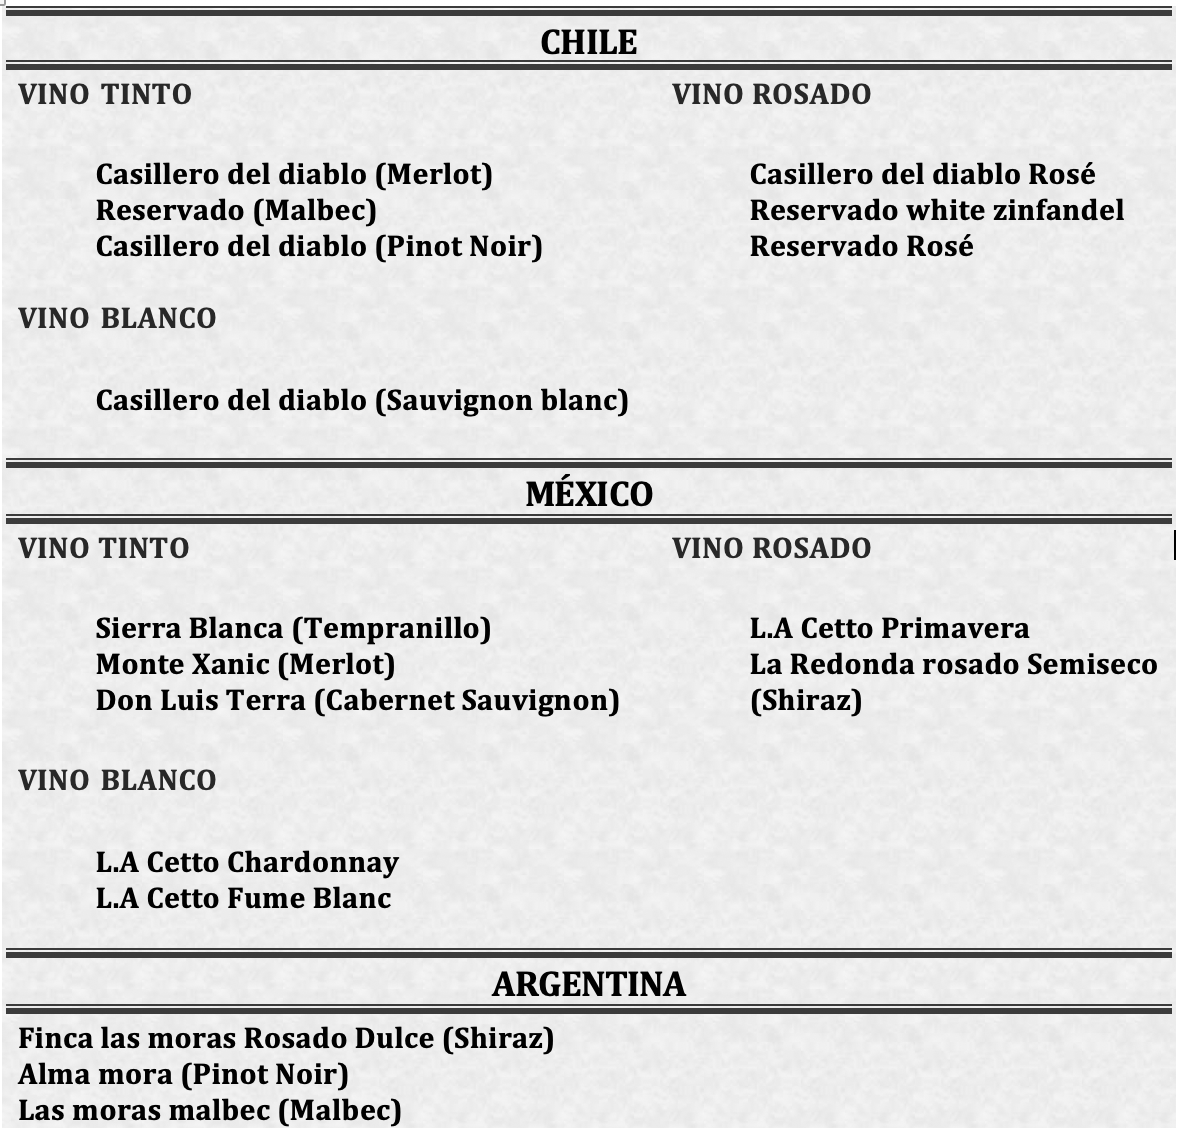 CHILE
VINO TINTO
Casillero del diablo (Merlot)
Reservado (Malbec)
Casillero del diablo (Pinot Noir)
VINO BLANCO
Casillero del diablo (Sauvignon blanc)
VINO ROSADO
Casillero del diablo Rosé
Reservado white zinfandel
Reservado Rosé
MÉXICO
VINO TINTO
Sierra Blanca (Tempranillo)
Monte Xanic (Merlot)
Don Luis Terra (Cabernet Sauvignon)
VINO BLANCO
L.A Cetto Chardonnay
L.A Cetto Fume Blanc
VINO ROSADO
L.A Cetto Primavera
La Redonda rosado Semiseco
(Shiraz)
ARGENTINA
Finca las moras Rosado Dulce (Shiraz)
Alma mora (Pinot Noir)
Las moras malbec (Malbec)